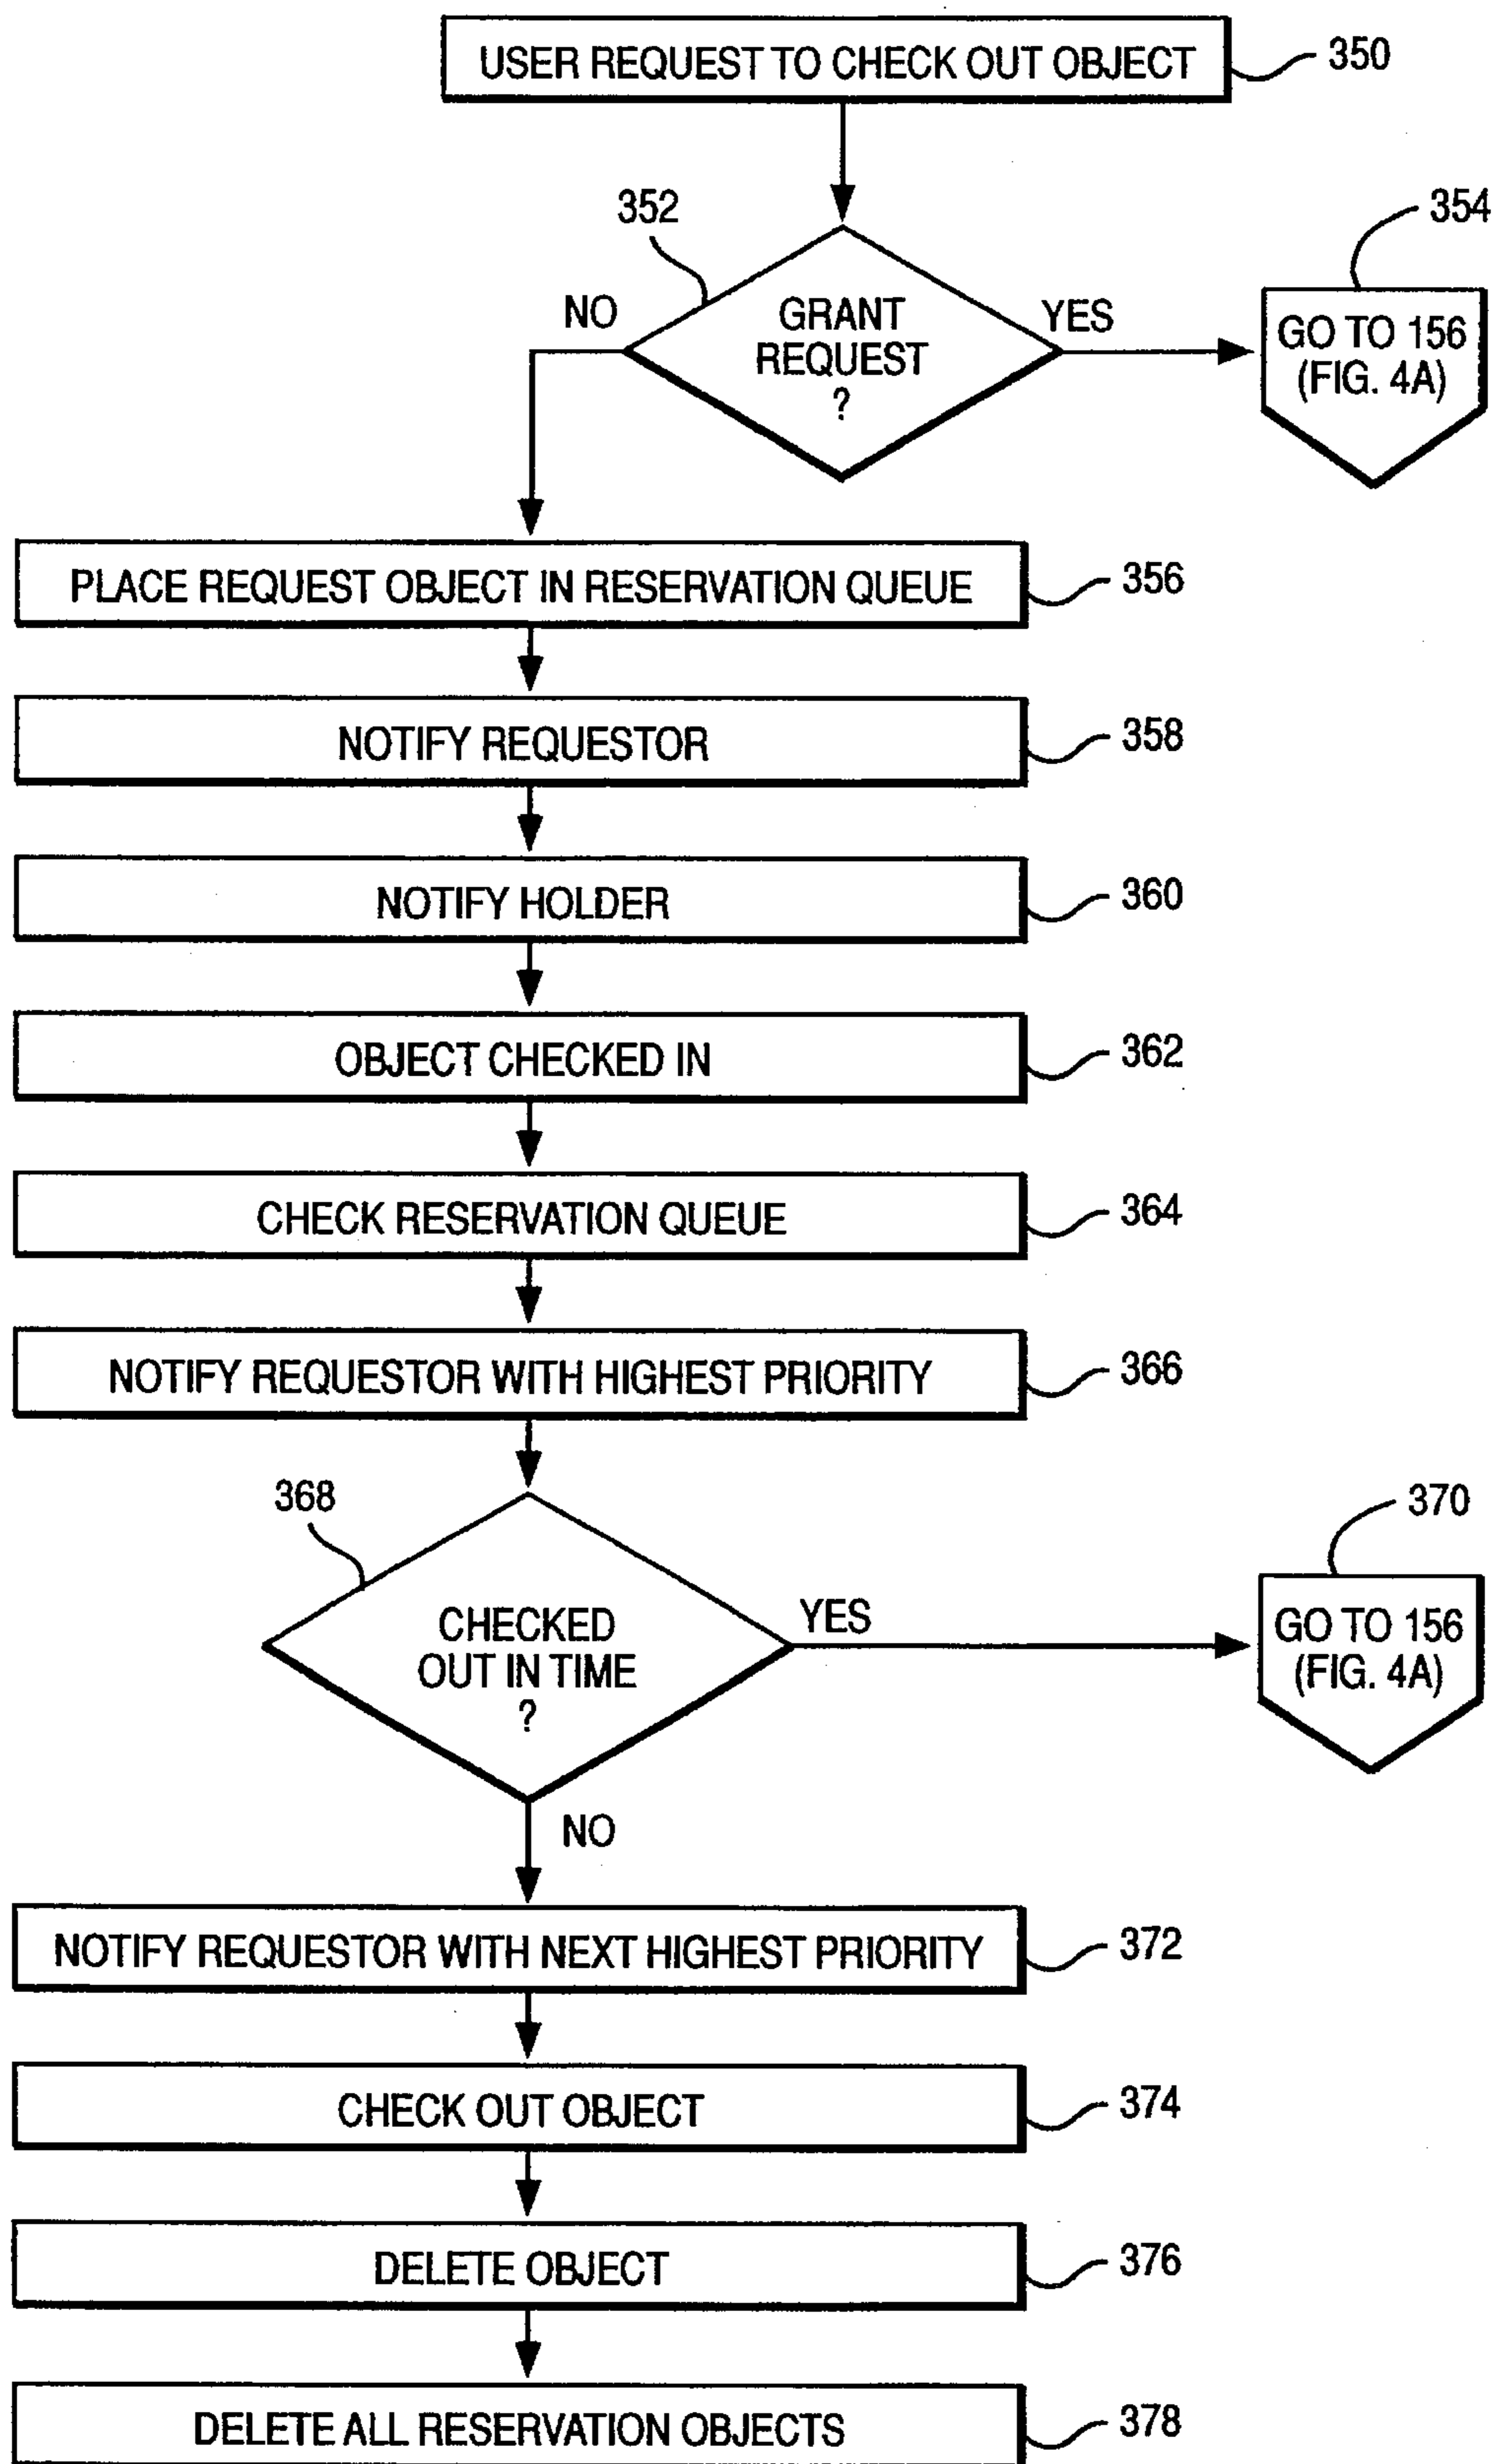 USER REQUEST TO CHECK OUT OBJECT
350
352
354
NO
GRANT
REQUEST
?
YES
GO TO 156
(FIG. 4A)
PLACE REQUEST OBJECT IN RESERVATION QUEUE
356
NOTIFY REQUESTOR
358
NOTIFY HOLDER
360
OBJECT CHECKED IN
362
CHECK RESERVATION QUEUE
364
NOTIFY REQUESTOR WITH HIGHEST PRIORITY
366
368
370
CHECKED
OUT IN TIME
?
YES
GO TO 156
(FIG. 4A)
NO
NOTIFY REQUESTOR WITH NEXT HIGHEST PRIORITY
372
CHECK OUT OBJECT
374
DELETE OBJECT
376
DELETE ALL RESERVATION OBJECTS
378